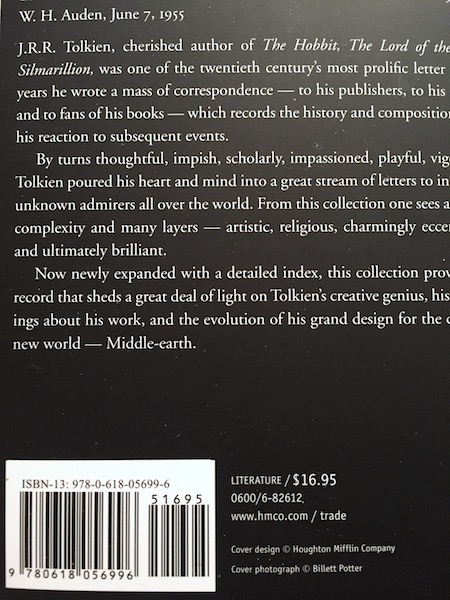 W. H. Auden, June 7, 1955
J.R.R. Tolkien, cherished author of The Hobbit, The Lord of the
Silmarillion, was one of the twentieth century's most prolific letter
years he wrote a mass of correspondence — to his publishers, to his
and to fans of his books — which records the history and composition
his reaction to subsequent events.
By turns thoughtful, impish, scholarly, impassioned, playful, vig
Tolkien poured his heart and mind into a great stream of letters to in
unknown admirers all over the world. From this collection one sees a
complexity and many layers — artistic, religious, charmingly ecce
and ultimately brilliant.
Now newly expanded with a detailed index, this collection prov
record that sheds a great deal of light on Tolkien's creative genius, his
ings about his work, and the evolution of his grand design for the c
new world — Middle-earth.
ISBN-13: 978-0-618-05699-6
51695
9 780618 056996
LITERATURE / $16.95
0600/6-82612
www.hmco.com / trade
Cover design © Houghton Mifflin Company
Cover photograph © Billett Potter